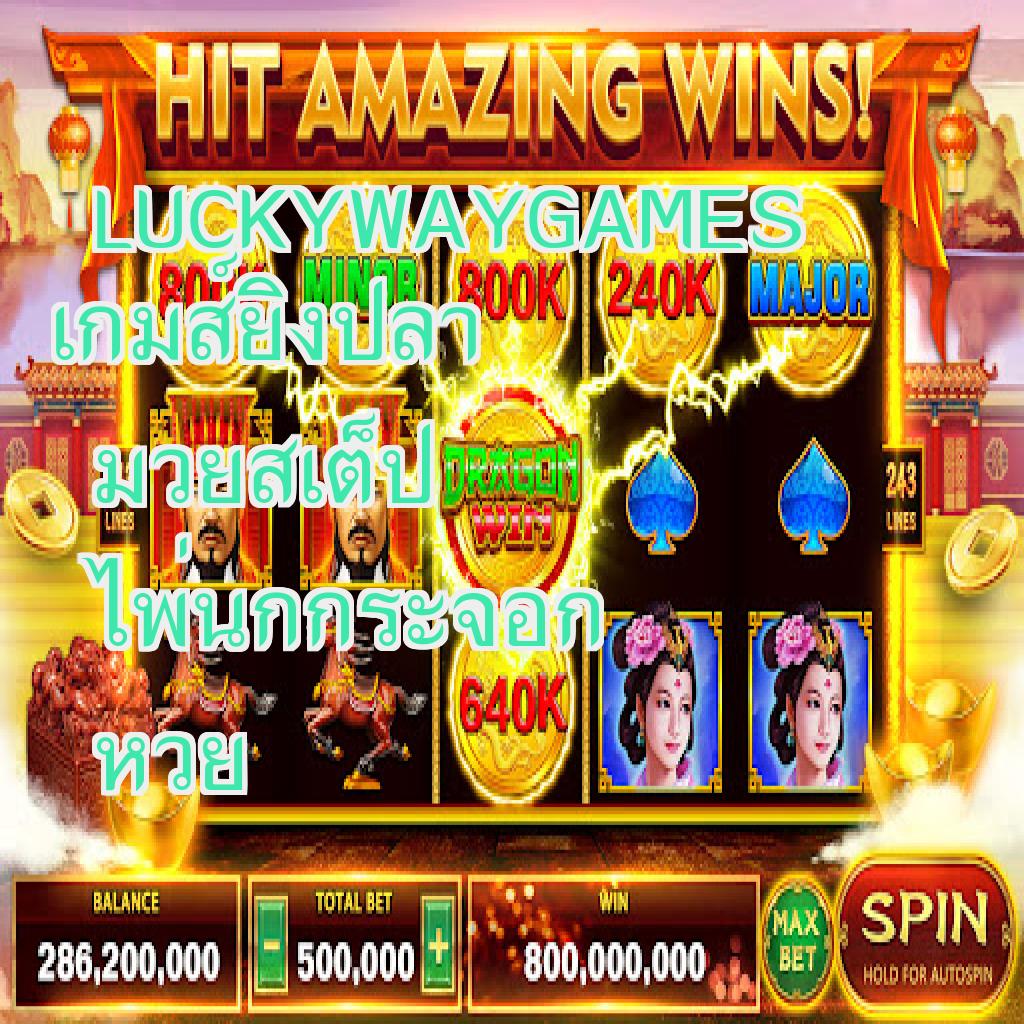 HIT AMAZING WINS!
LUCKYWAYGAMES
MINOR 800K 240K MAJOR
เกมส์ยิงปลา
มวยสเต็ป
DRAGON
WIN
243
LINES LINES
ไพ่นกกระจอก
640K
หวย
BALANCE TOTAL BET WIN
286,200,000 - 500,000 + 800,000,000
MAX
BET
SPIN
HOLD FOR AUTOSPIN